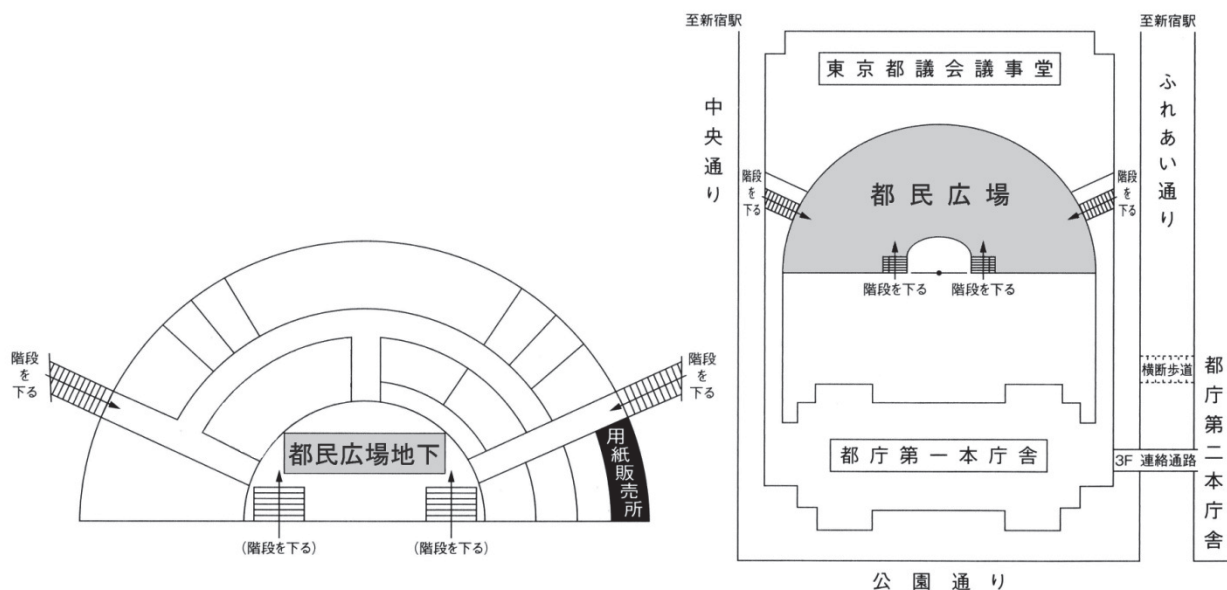 階段
を
下る
都民広場地下
階段
を
下る
用紙販売所
(階段を下る)
(階段を下る)
至新宿駅
至新宿駅
東京都議会議事堂
中央通り
ふれあい通り
階段
を
下る
都民広場
階段
を
下る
階段を下る
階段を下る
横断歩道
都庁第一本庁舎
3F 連絡通路
都庁第二本庁舎
公園通り